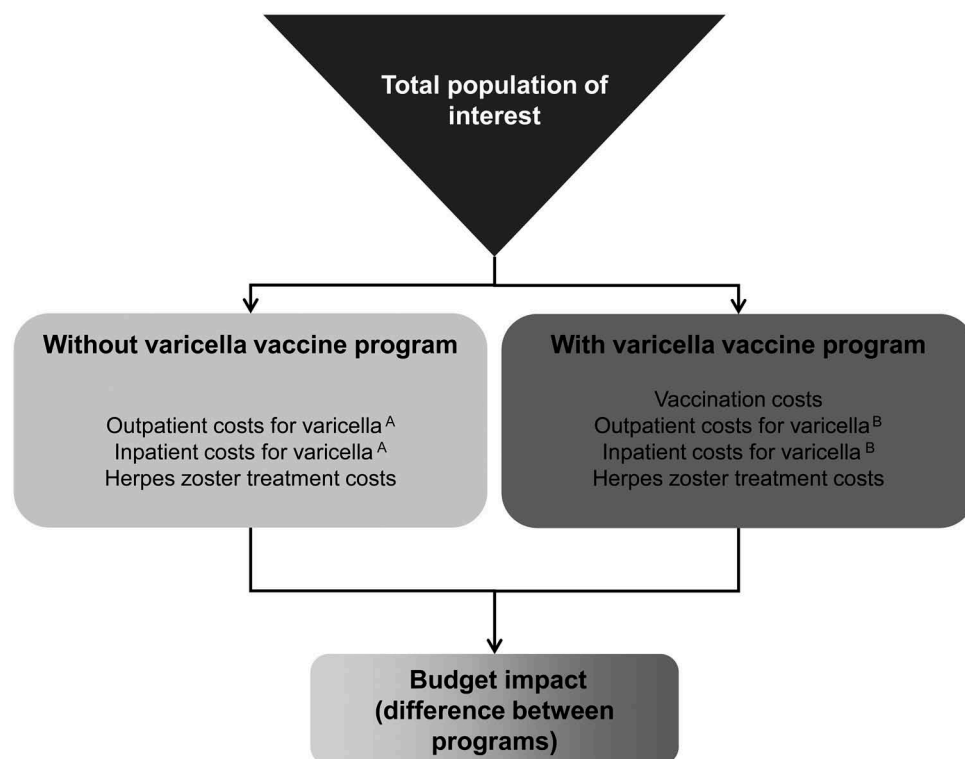 Total population of
interest
Without varicella vaccine program
Outpatient costs for varicella A
Inpatient costs for varicella A
Herpes zoster treatment costs
With varicella vaccine program
Vaccination costs
Outpatient costs for varicella B
Inpatient costs for varicella B
Herpes zoster treatment costs
Budget impact
(difference between
programs)